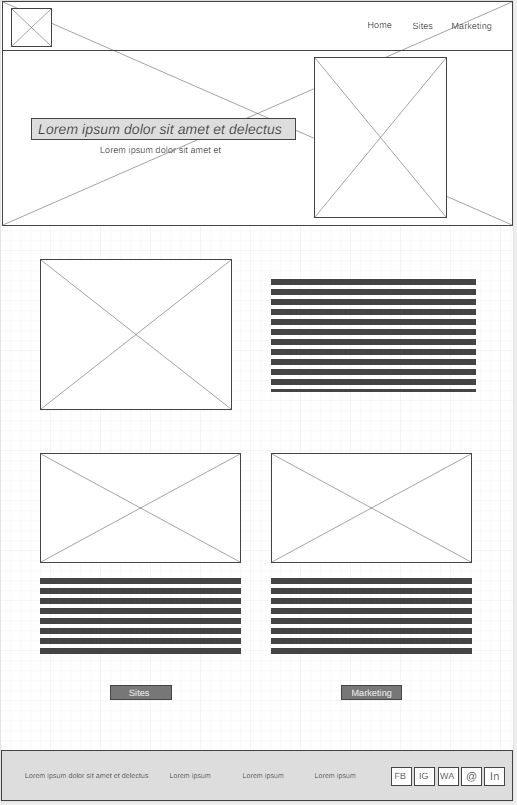 Home Sites Marketing
Lorem ipsum dolor sit amet et delectus
Lorem ipsum dolor sit amet et
Sites Marketing
Lorem ipsum dolor sit amet et delectus Lorem ipsum Lorem ipsum Lorem ipsum FB IG WA @ In